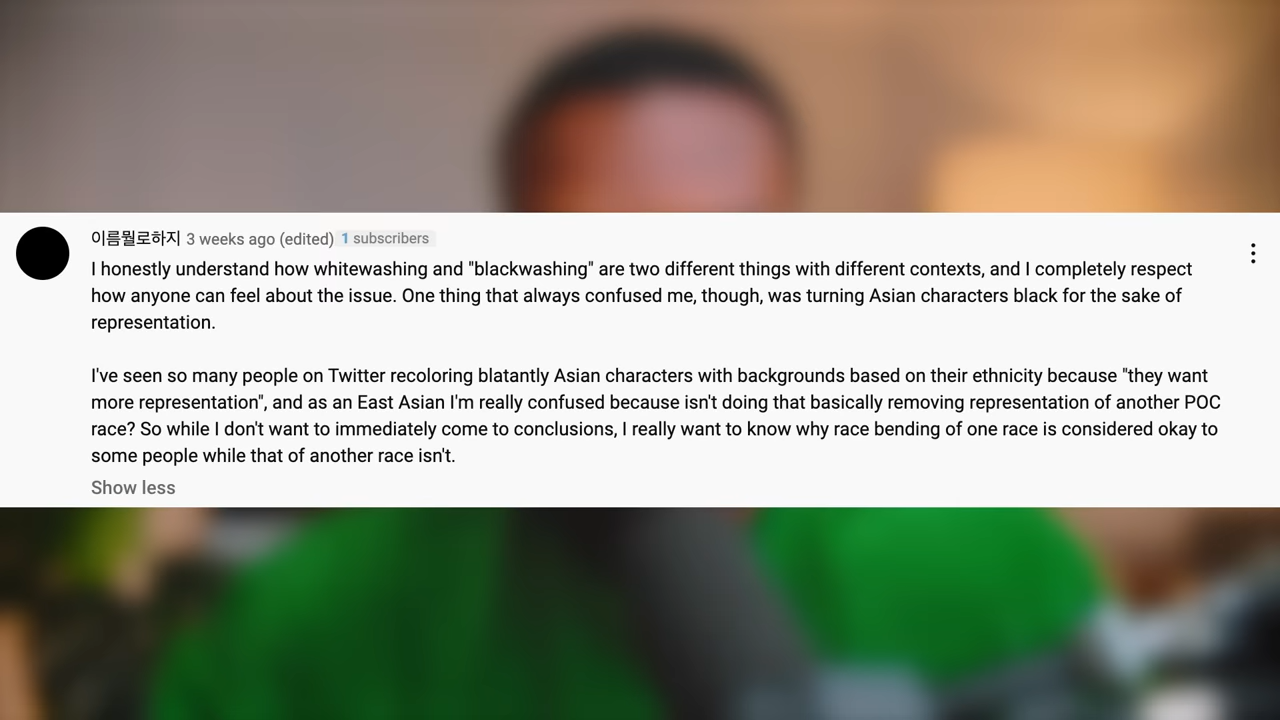 이름뭘로하지 3 weeks ago (edited) 1 subscribers
I honestly understand how whitewashing and "blackwashing" are two different things with different contexts, and I completely respect
how anyone can feel about the issue. One thing that always confused me, though, was turning Asian characters black for the sake of
representation.
I've seen so many people on Twitter recoloring blatantly Asian characters with backgrounds based on their ethnicity because "they want
more representation", and as an East Asian I'm really confused because isn't doing that basically removing representation of another POC
race? So while I don't want to immediately come to conclusions, I really want to know why race bending of one race is considered okay to
some people while that of another race isn't.
Show less